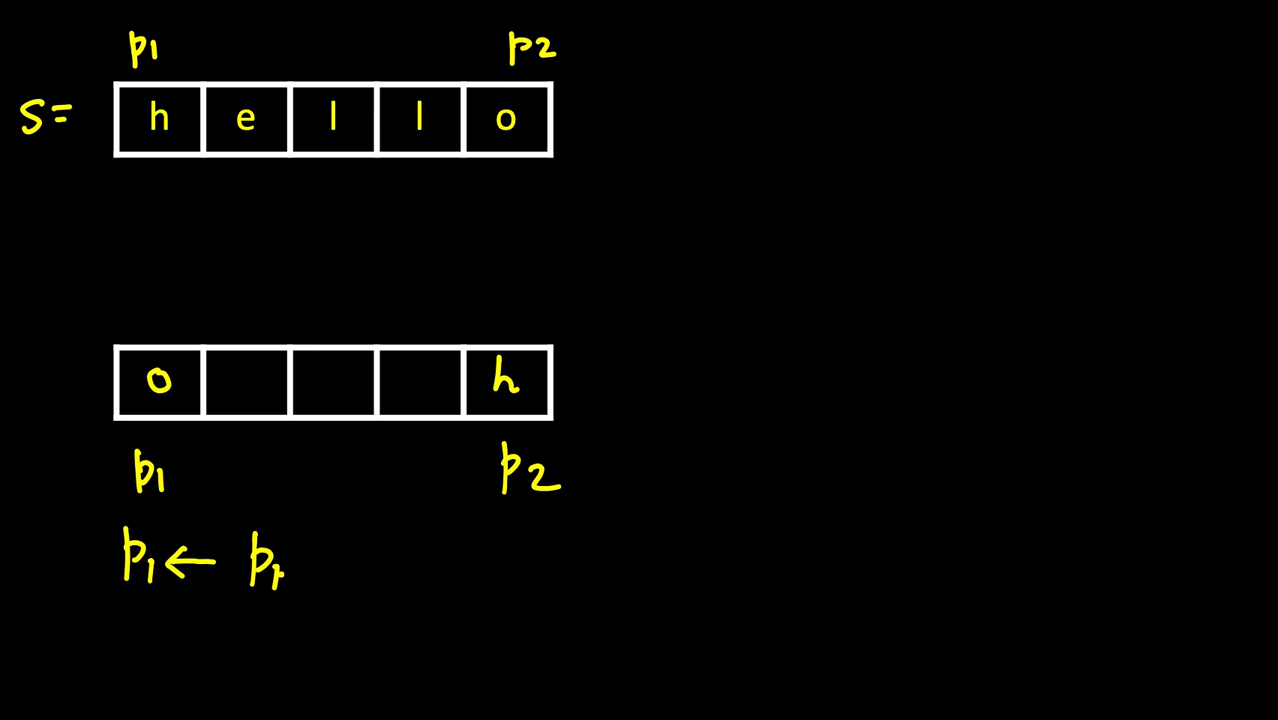 p1 p2
S= h e l l o
o h
p1 p2
p1 ← p1